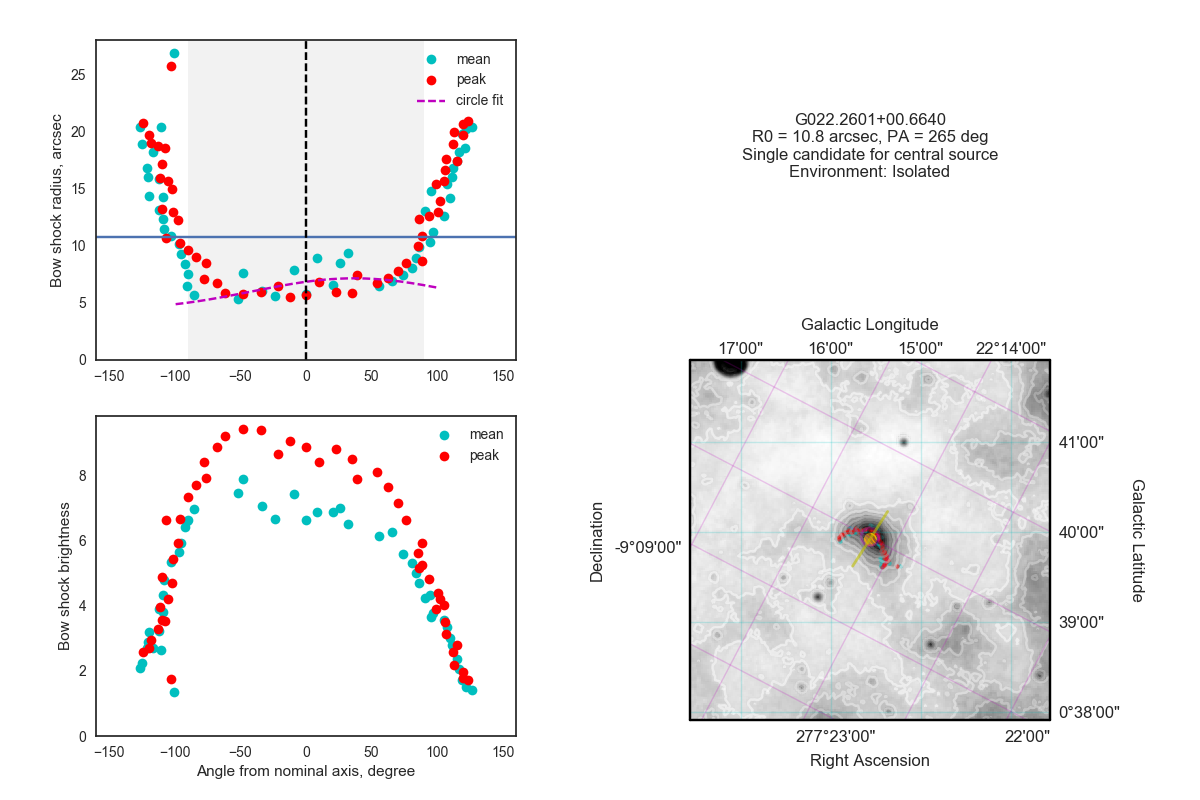 Bow shock radius, arcsec
25
20
15
10
5
0
−150
−100
−50
0
50
100
150
mean
peak
circle fit
G022.2601+00.6640
R0 = 10.8 arcsec, PA = 265 deg
Single candidate for central source
Environment: Isolated
Bow shock brightness
8
6
4
2
0
−150
−100
−50
0
50
100
150
Angle from nominal axis, degree
mean
peak
Galactic Longitude
17'00"
16'00"
15'00"
22°14'00"
41'00"
40'00"
39'00"
0°38'00"
Galactic Latitude
Declination
-9°09'00"
277°23'00"
22'00"
Right Ascension